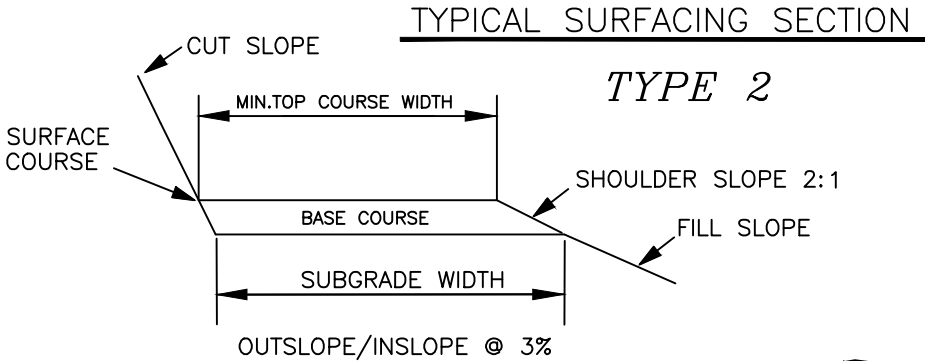 TYPICAL SURFACING SECTION
CUT SLOPE
TYPE 2
MIN.TOP COURSE WIDTH
SURFACE
COURSE
SHOULDER SLOPE 2:1
BASE COURSE
FILL SLOPE
SUBGRADE WIDTH
OUTSLOPE/INSLOPE @ 3%